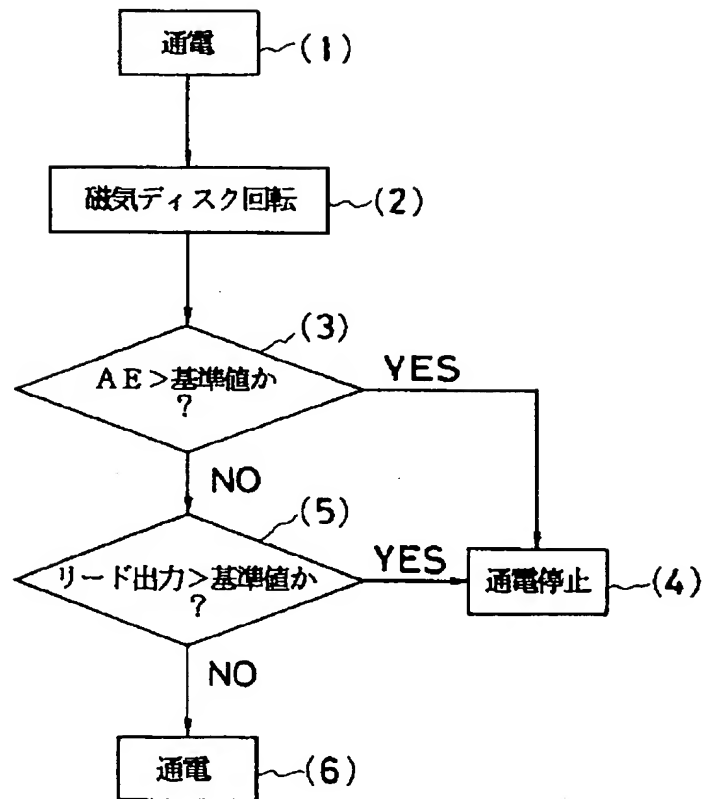 通電
(1)
磁気ディスク回転
(2)
(3)
AE>基準値か
?
YES
NO
(5)
リード出力>基準値か
?
YES
通電停止
(4)
NO
通電
(6)